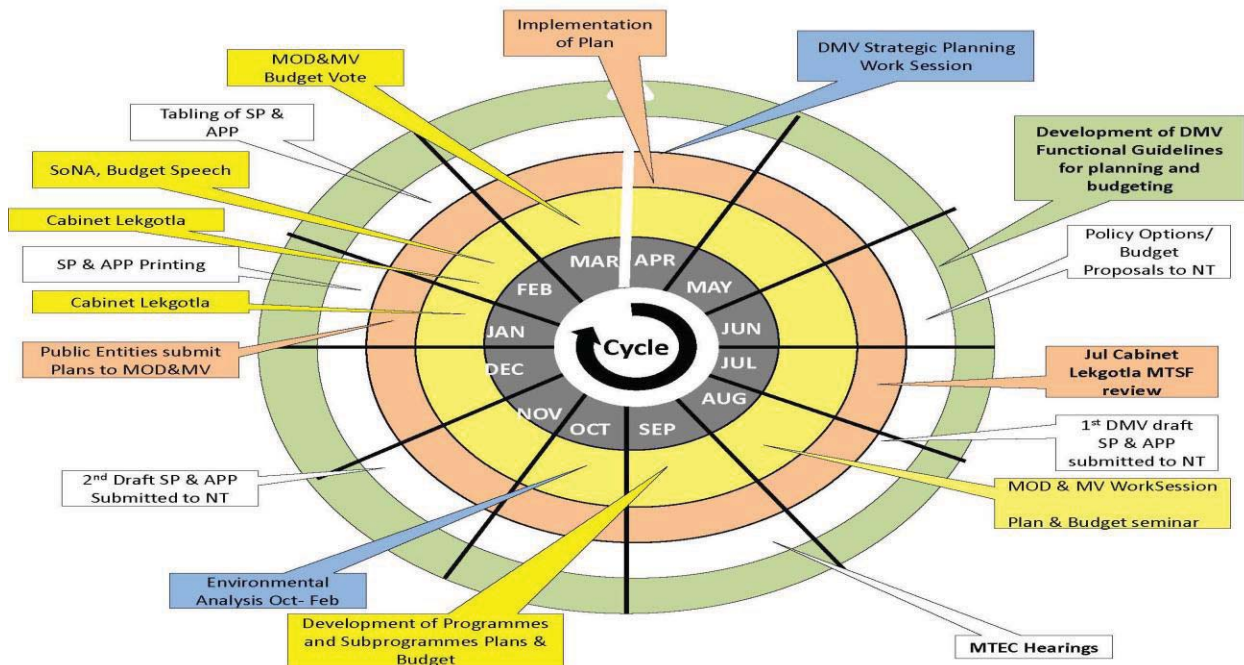 Implementation
of Plan
DMV Strategic Planning
Work Session
MOD&MV
Budget Vote
Tabling of SP &
APP
SoNA, Budget Speech
Cabinet Lekgotla
SP & APP Printing
Cabinet Lekgotla
Public Entities submit
Plans to MOD&MV
2nd Draft SP & APP
Submitted to NT
Environmental
Analysis Oct- Feb
Development of Programmes
and Subprogrammes Plans &
Budget
MTEC Hearings
MOD & MV WorkSession
Plan & Budget seminar
1st DMV draft
SP & APP
submitted to NT
Jul Cabinet
Lekgotla MTSF
review
Policy Options/
Budget
Proposals to NT
Development of DMV
Functional Guidelines
for planning and
budgeting
MAR
APR
MAY
JUN
JUL
AUG
SEP
OCT
NOV
DEC
JAN
FEB
Cycle